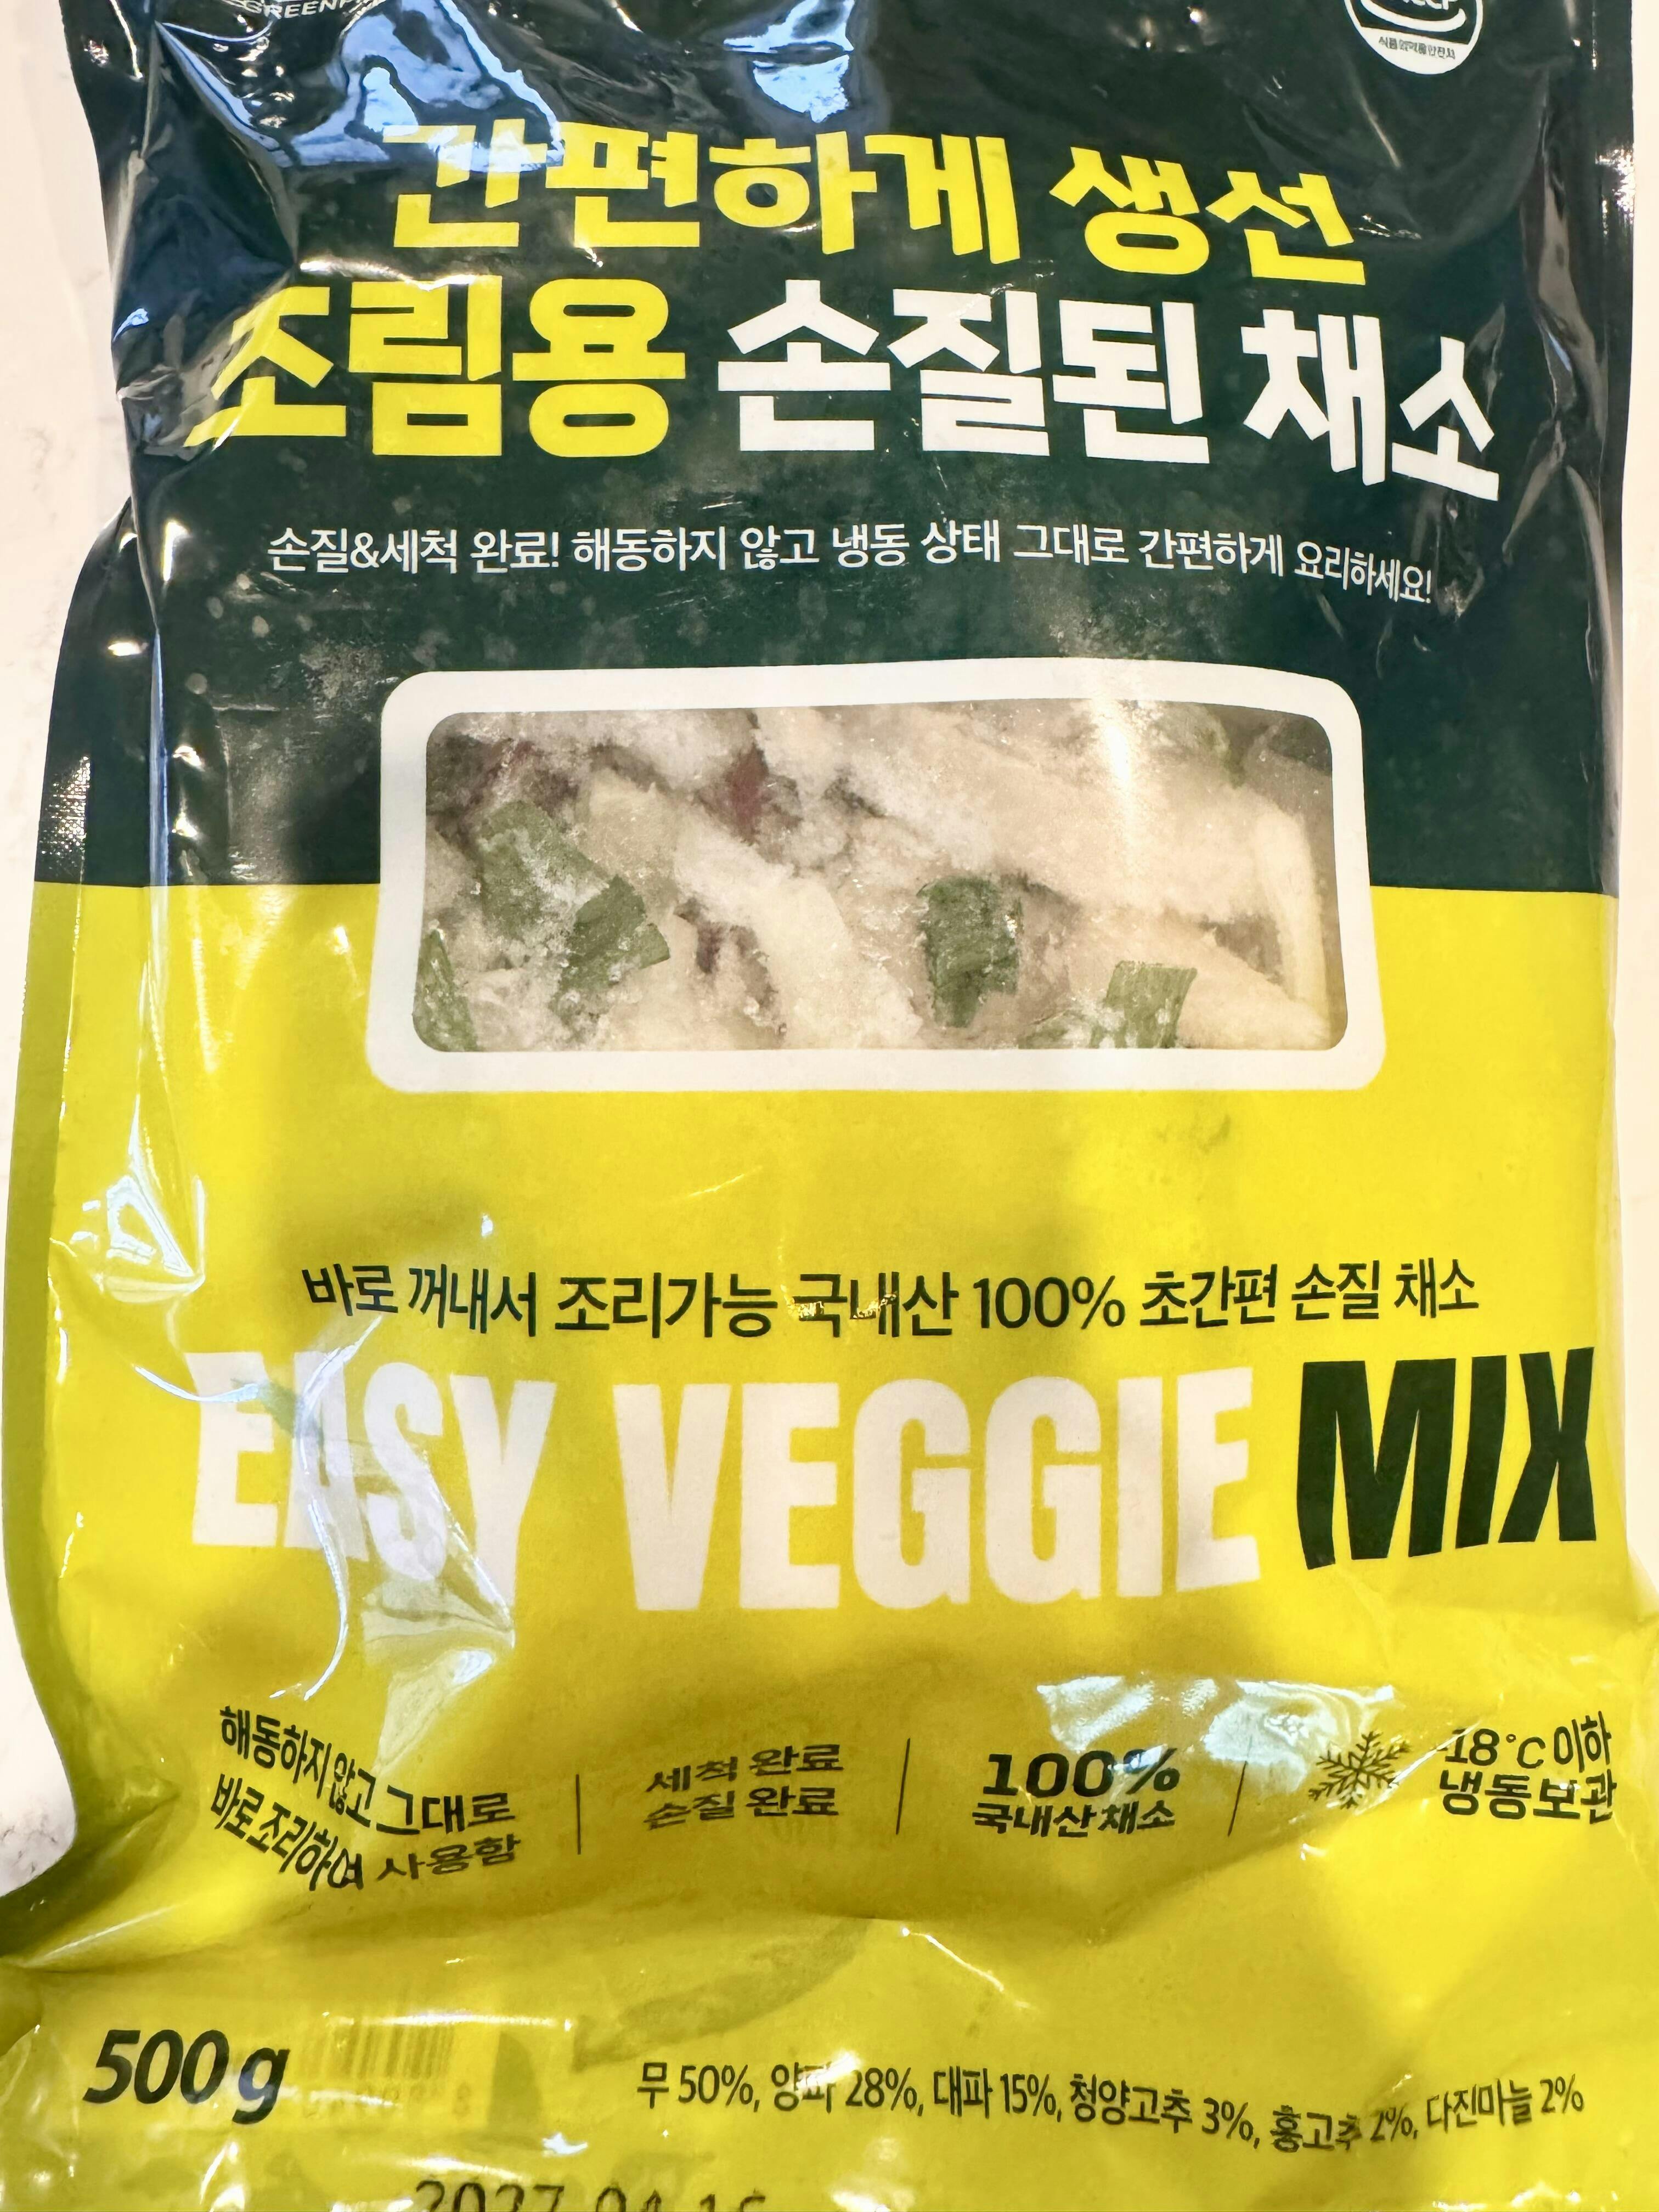 간편하게 생선
조림용 손질된 채소
손질&세척 완료! 해동하지 않고 냉동 상태 그대로 간편하게 요리하세요!
바로 꺼내서 조리가능 국내산 100% 초간편 손질 채소
EASY VEGGIE MIX
해동하지 않고 그대로
바로 조리하여 사용함
세척 완료
손질 완료
100%
국내산 채소
-18°C 이하
냉동보관
500 g
무 50%, 양파 28%, 대파 15%, 청양고추 3%, 홍고추 2%, 다진마늘 2%